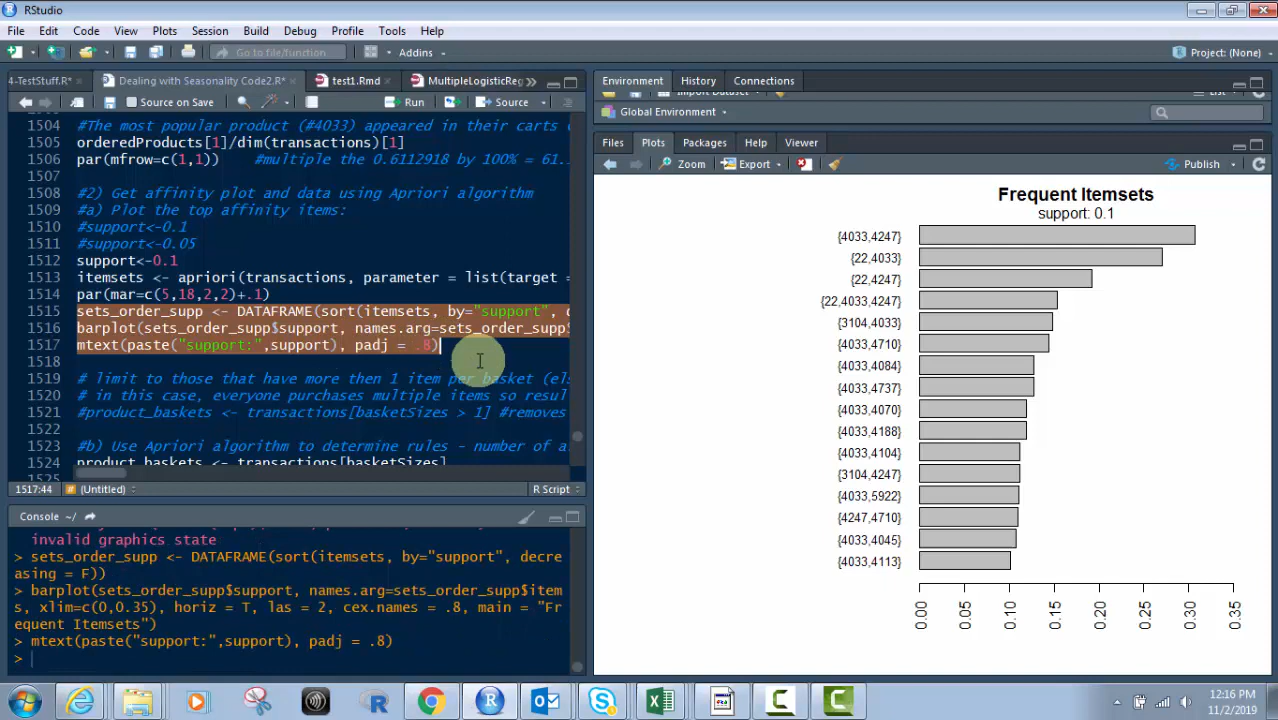 RStudio
File Edit Code View Plots Session Build Debug Profile Tools Help
Go to file/function Addins Project: (None)
4-TestStuff.R* Dealing with Seasonality Code2.R* test1.Rmd MultipleLogisticReg
Source on Save Run Source
1504 #The most popular product (#4033) appeared in their carts
1505 orderedProducts[1]/dim(transactions)[1]
1506 par(mfrow=c(1,1)) #multiple the 0.6112918 by 100% = 61.
1507
1508 #2) Get affinity plot and data using Apriori algorithm
1509 #a) Plot the top affinity items:
1510 #support<-0.1
1511 #support<-0.05
1512 support<-0.1
1513 itemsets <- apriori(transactions, parameter = list(target =
1514 par(mar=c(5,18,2,2)+.1)
1515 sets_order_supp <- DATAFRAME(sort(itemsets, by="support",
1516 barplot(sets_order_supp$support, names.arg=sets_order_supp$
1517 mtext(paste("support:",support), padj = .8)
1518
1519 # limit to those that have more then 1 item per basket (el
1520 # in this case, everyone purchases multiple items so resul
1521 #product_baskets <- transactions[basketSizes > 1] #removes
1522
1523 #b) Use Apriori algorithm to determine rules - number of a
1524 product_baskets <- transactions[basketSizes]
1525
1517:44 (Untitled) R Script
Console ~/
invalid graphics state
> sets_order_supp <- DATAFRAME(sort(itemsets, by="support", decre
asing = F))
> barplot(sets_order_supp$support, names.arg=sets_order_supp$item
s, xlim=c(0,0.35), horiz = T, las = 2, cex.names = .8, main = "Fr
equent Itemsets")
> mtext(paste("support:",support), padj = .8)
>
Environment History Connections
Import Dataset List
Global Environment
Files Plots Packages Help Viewer
Zoom Export Publish
Frequent Itemsets
support: 0.1
{4033,4247}
{22,4033}
{22,4247}
{22,4033,4247}
{3104,4033}
{4033,4710}
{4033,4084}
{4033,4737}
{4033,4070}
{4033,4188}
{4033,4104}
{3104,4247}
{4033,5922}
{4247,4710}
{4033,4045}
{4033,4113}
0.00 0.05 0.10 0.15 0.20 0.25 0.30 0.35
12:16 PM
11/2/2019